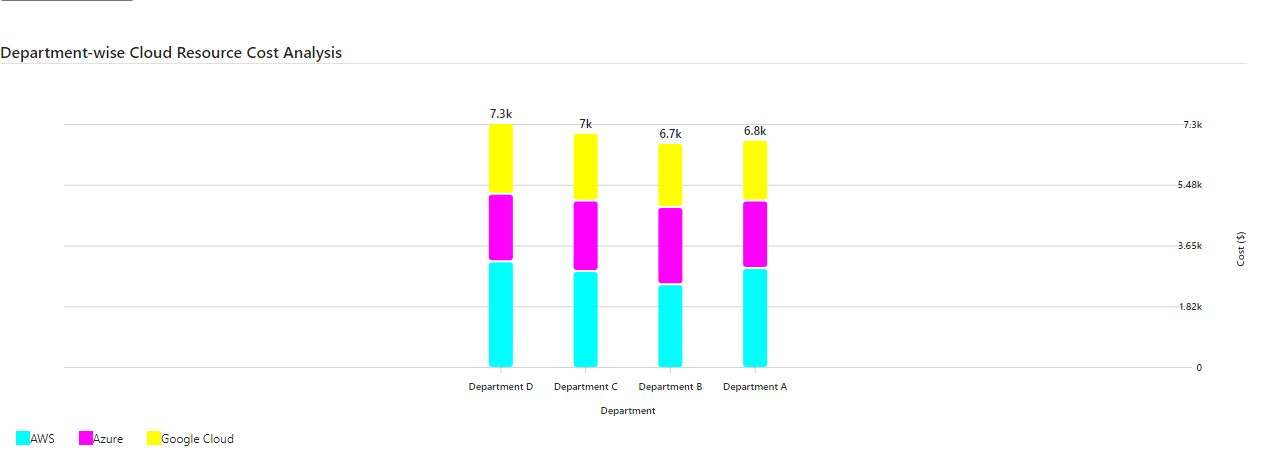 Department-wise Cloud Resource Cost Analysis
7.3k
7k
6.7k
6.8k
7.3k
5.48k
3.65k
1.82k
0
Cost ($)
Department D Department C Department B Department A
Department
AWS Azure Google Cloud